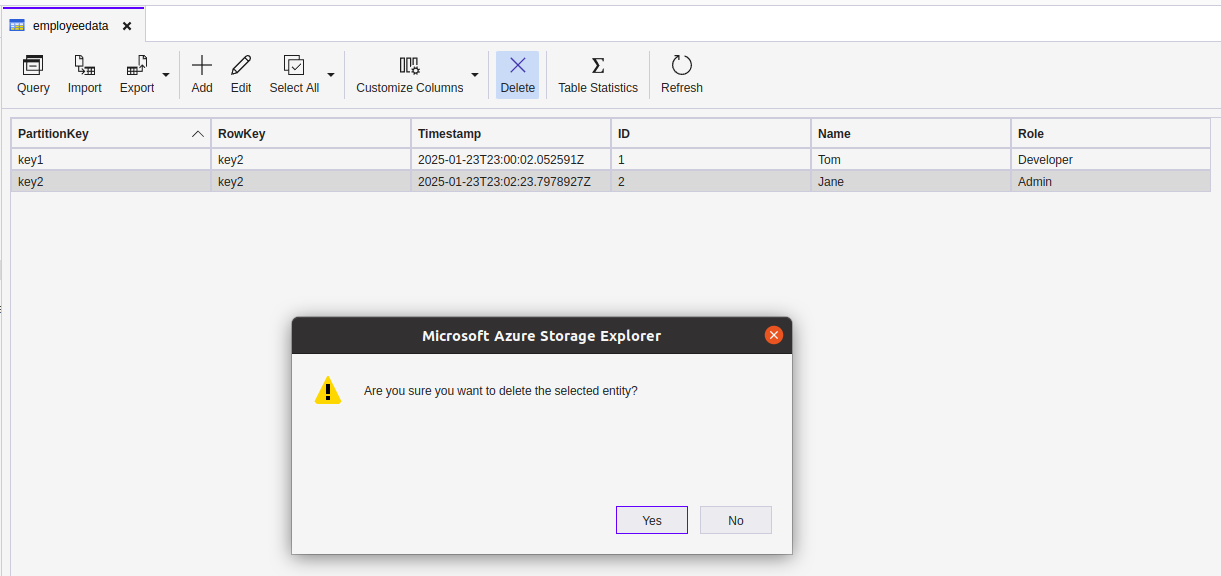 employeedata
Query Import Export Add Edit Select All Customize Columns Delete Table Statistics Refresh
PartitionKey RowKey Timestamp ID Name Role
key1 key2 2025-01-23T23:00:02.052591Z 1 Tom Developer
key2 key2 2025-01-23T23:02:23.7978927Z 2 Jane Admin
Microsoft Azure Storage Explorer
Are you sure you want to delete the selected entity?
Yes No